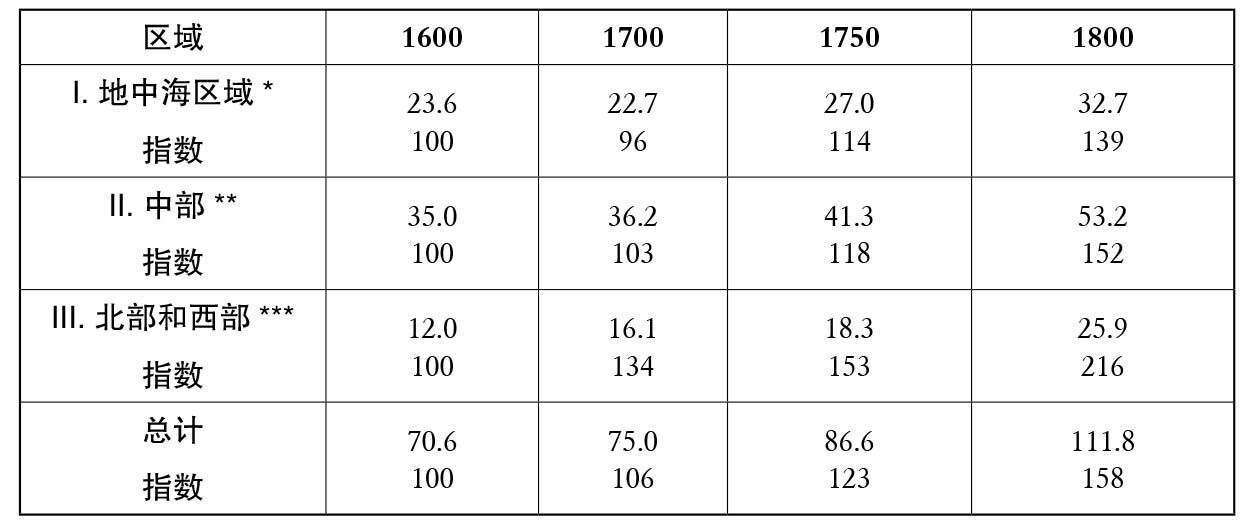 区域 1600 1700 1750 1800
I. 地中海区域 * 23.6 22.7 27.0 32.7
指数 100 96 114 139
II. 中部 ** 35.0 36.2 41.3 53.2
指数 100 103 118 152
III. 北部和西部 *** 12.0 16.1 18.3 25.9
指数 100 134 153 216
总计 70.6 75.0 86.6 111.8
指数 100 106 123 158